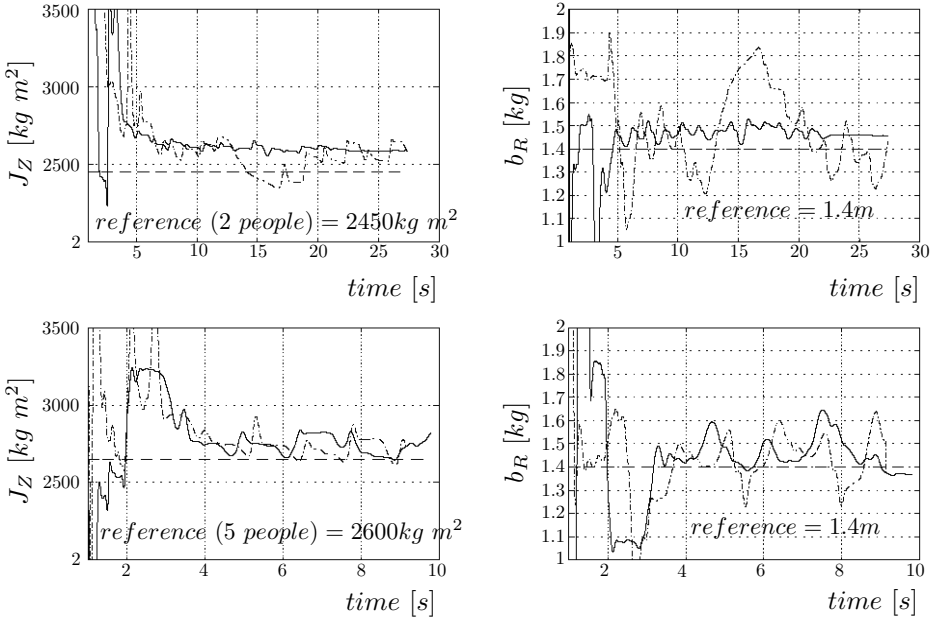 3500
3000
2500
2
J_Z [kg m²]
reference (2 people) = 2450kg m²
5 10 15 20 25 30
time [s]
2
1.9
1.8
1.7
1.6
1.5
1.4
1.3
1.2
1.1
1
b_R [kg]
reference = 1.4m
5 10 15 20 25 30
time [s]
3500
3000
2500
2
J_Z [kg m²]
reference (5 people) = 2600kg m²
2 4 6 8 10
time [s]
2
1.9
1.8
1.7
1.6
1.5
1.4
1.3
1.2
1.1
1
b_R [kg]
reference = 1.4m
2 4 6 8 10
time [s]